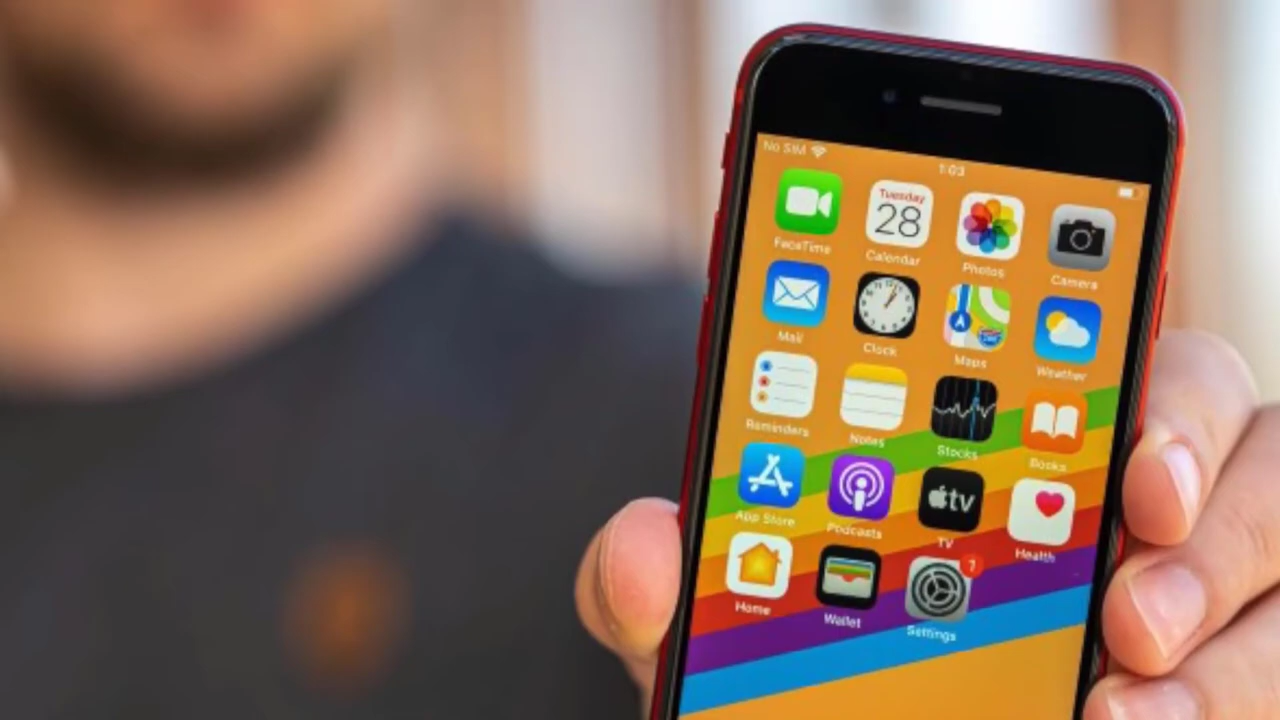 No SIM
1:03
Tuesday
28
FaceTime
Calendar
Photos
Camera
Mail
Clock
Maps
Weather
Reminders
Notes
Stocks
Books
App Store
Podcasts
tv
TV
Health
Home
Wallet
1
Settings